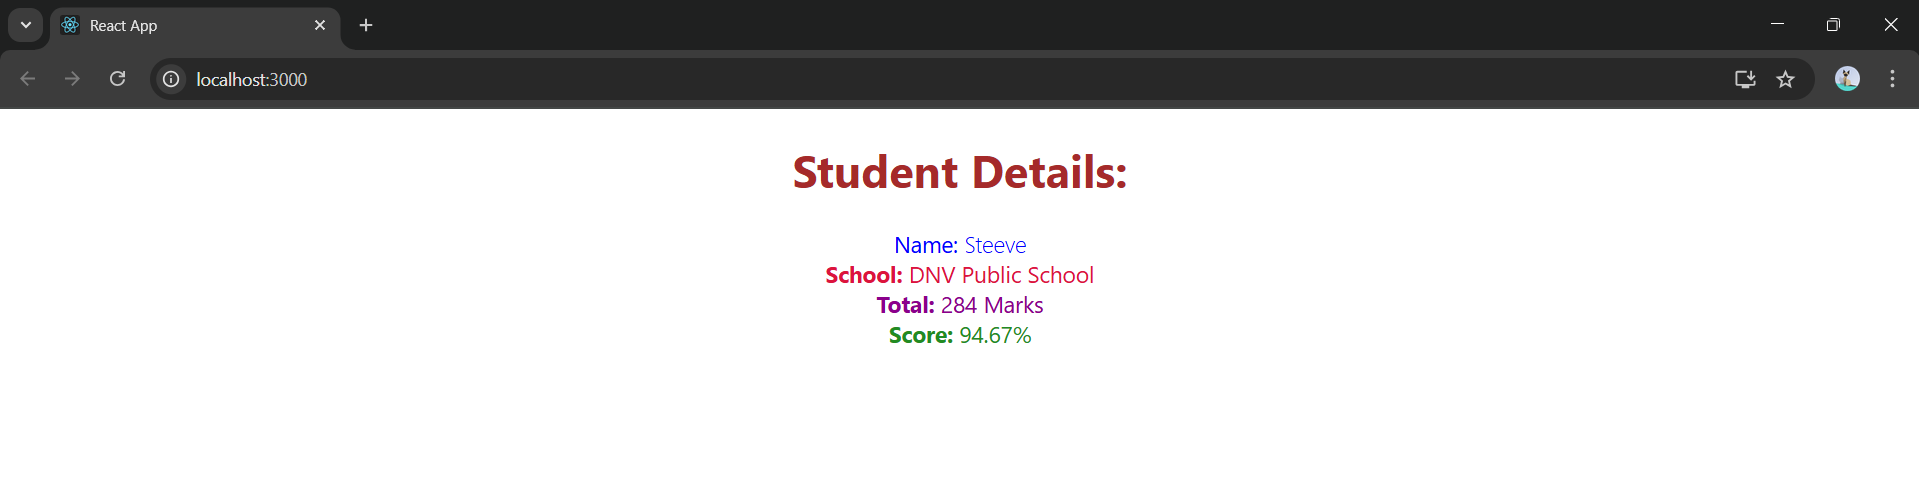 React App
localhost:3000
Student Details:
Name: Steeve
School: DNV Public School
Total: 284 Marks
Score: 94.67%